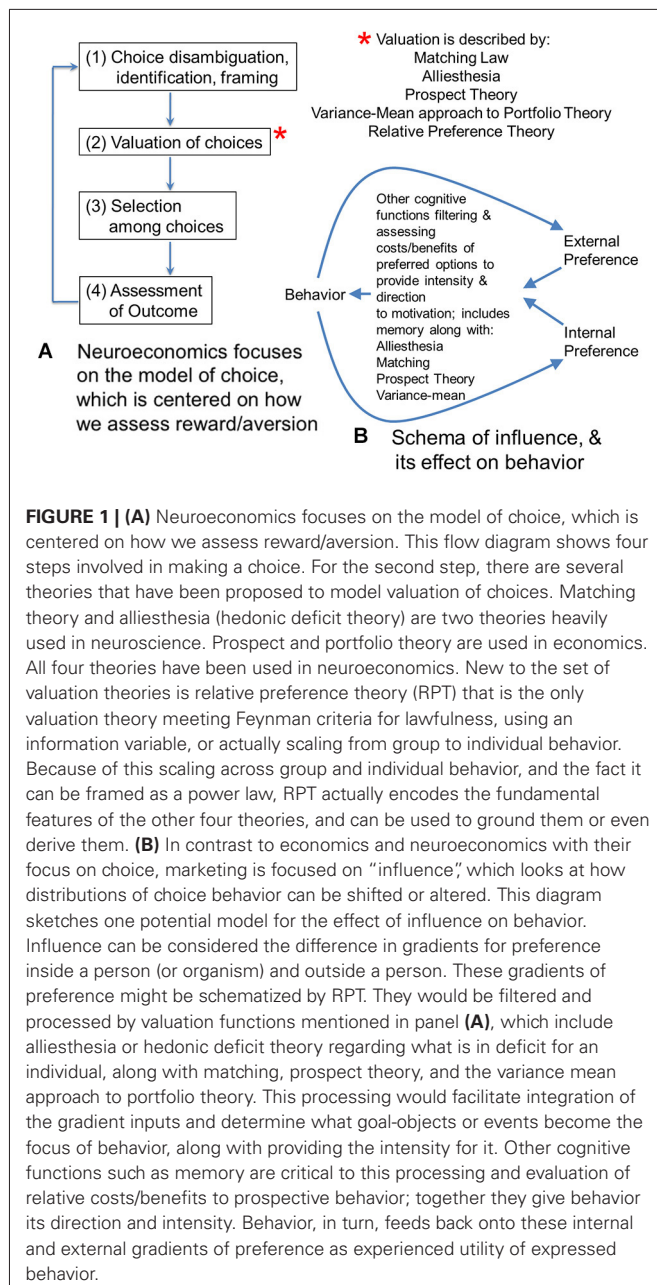 (1) Choice disambiguation,
identification, framing
(2) Valuation of choices *
(3) Selection
among choices
(4) Assessment
of Outcome
A Neuroeconomics focuses
on the model of choice,
which is centered on how
we assess reward/aversion
* Valuation is described by:
Matching Law
Alliesthesia
Prospect Theory
Variance-Mean approach to Portfolio Theory
Relative Preference Theory
Behavior
Other cognitive
functions filtering &
assessing
costs/benefits of
preferred options to
provide intensity &
direction
to motivation; includes
memory along with:
Alliesthesia
Matching
Prospect Theory
Variance-mean
External
Preference
Internal
Preference
B Schema of influence, &
its effect on behavior
FIGURE 1 | (A) Neuroeconomics focuses on the model of choice, which is
centered on how we assess reward/aversion. This flow diagram shows four
steps involved in making a choice. For the second step, there are several
theories that have been proposed to model valuation of choices. Matching
theory and alliesthesia (hedonic deficit theory) are two theories heavily
used in neuroscience. Prospect and portfolio theory are used in economics.
All four theories have been used in neuroeconomics. New to the set of
valuation theories is relative preference theory (RPT) that is the only
valuation theory meeting Feynman criteria for lawfulness, using an
information variable, or actually scaling from group to individual behavior.
Because of this scaling across group and individual behavior, and the fact it
can be framed as a power law, RPT actually encodes the fundamental
features of the other four theories, and can be used to ground them or even
derive them. (B) In contrast to economics and neuroeconomics with their
focus on choice, marketing is focused on “influence”, which looks at how
distributions of choice behavior can be shifted or altered. This diagram
sketches one potential model for the effect of influence on behavior.
Influence can be considered the difference in gradients for preference
inside a person (or organism) and outside a person. These gradients of
preference might be schematized by RPT. They would be filtered and
processed by valuation functions mentioned in panel (A), which include
alliesthesia or hedonic deficit theory regarding what is in deficit for an
individual, along with matching, prospect theory, and the variance mean
approach to portfolio theory. This processing would facilitate integration of
the gradient inputs and determine what goal-objects or events become the
focus of behavior, along with providing the intensity for it. Other cognitive
functions such as memory are critical to this processing and evaluation of
relative costs/benefits to prospective behavior; together they give behavior
its direction and intensity. Behavior, in turn, feeds back onto these internal
and external gradients of preference as experienced utility of expressed
behavior.